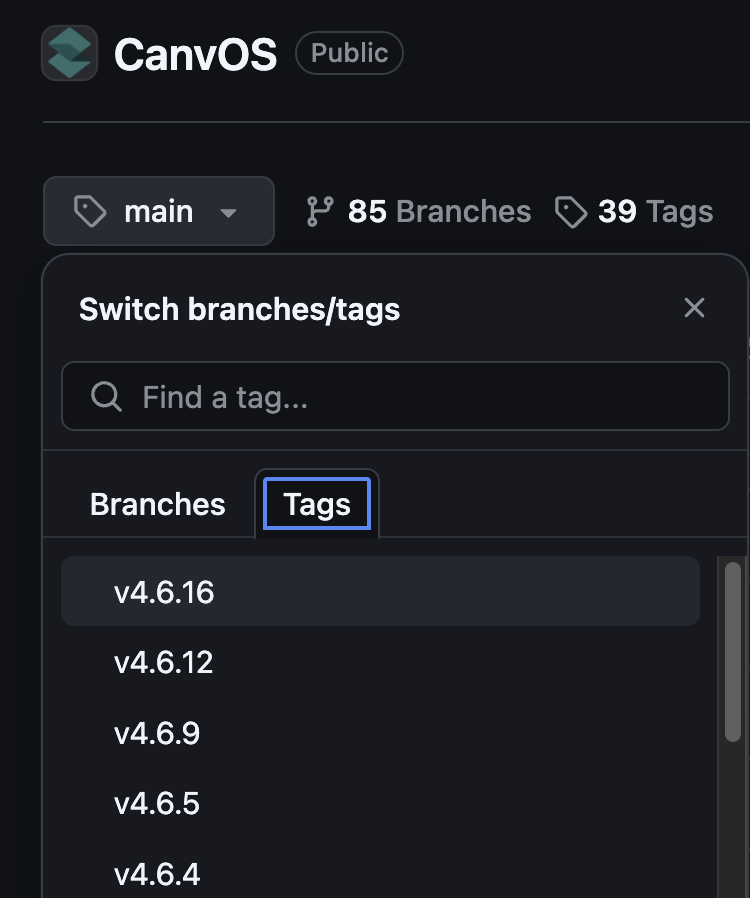 CanvOS Public
main 85 Branches 39 Tags
Switch branches/tags
Find a tag...
Branches Tags
v4.6.16
v4.6.12
v4.6.9
v4.6.5
v4.6.4